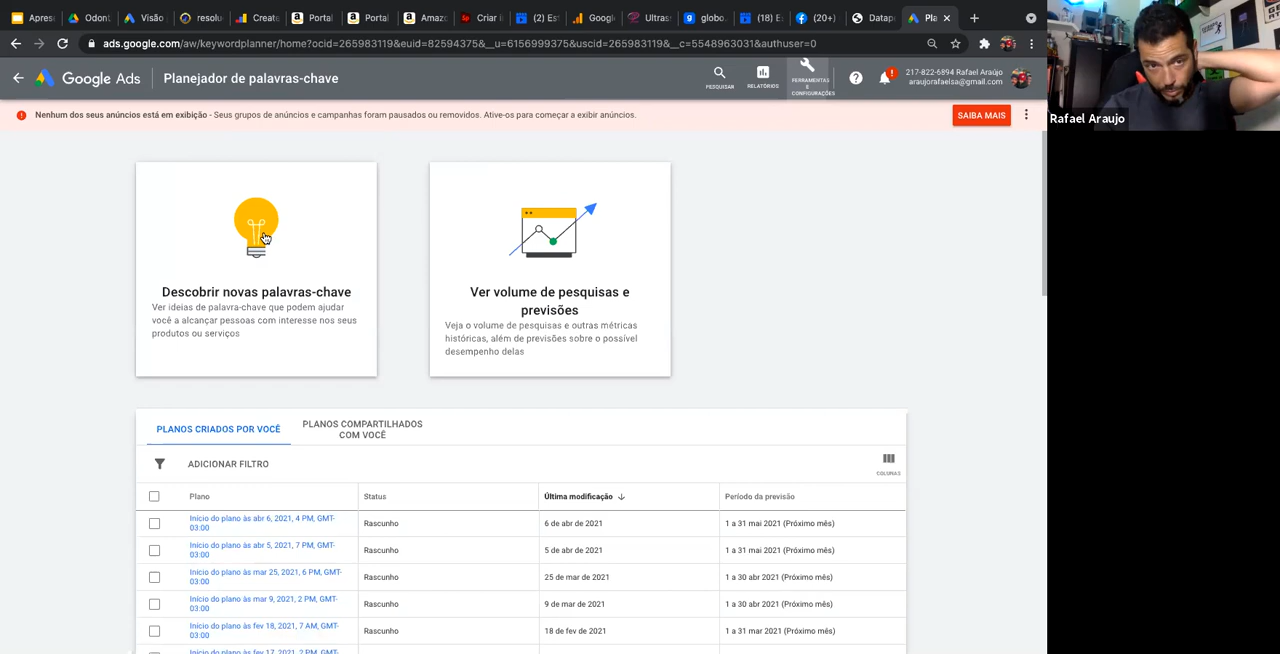 Aprese
Odont
Visão
resolu
Create
Portal
Portal
Amazo
Criar i
(2) Es
Googl
Ultras
globo.
(18) E
(20+)
Datap
Pla
ads.google.com/aw/keywordplanner/home?ocid=265983119&euid=82594375&__u=6156999375&uscid=265983119&__c=5548963031&authuser=0
Google Ads
Planejador de palavras-chave
PESQUISAR
RELATÓRIOS
FERRAMENTAS
E
CONFIGURAÇÕES
217-822-6894 Rafael Araújo
araujorafaelsa@gmail.com
Rafael Araujo
Nenhum dos seus anúncios está em exibição - Seus grupos de anúncios e campanhas foram pausados ou removidos. Ative-os para começar a exibir anúncios.
SAIBA MAIS
Descobrir novas palavras-chave
Ver ideias de palavra-chave que podem ajudar
você a alcançar pessoas com interesse nos seus
produtos ou serviços
Ver volume de pesquisas e
previsões
Veja o volume de pesquisas e outras métricas
históricas, além de previsões sobre o possível
desempenho delas
PLANOS CRIADOS POR VOCÊ
PLANOS COMPARTILHADOS
COM VOCÊ
ADICIONAR FILTRO
COLUNAS
Plano
Status
Última modificação
Período da previsão
Início do plano às abr 6, 2021, 4 PM, GMT-
03:00
Rascunho
6 de abr de 2021
1 a 31 mai 2021 (Próximo mês)
Início do plano às abr 5, 2021, 7 PM, GMT-
03:00
Rascunho
5 de abr de 2021
1 a 31 mai 2021 (Próximo mês)
Início do plano às mar 25, 2021, 6 PM, GMT-
03:00
Rascunho
25 de mar de 2021
1 a 30 abr 2021 (Próximo mês)
Início do plano às mar 9, 2021, 2 PM, GMT-
03:00
Rascunho
9 de mar de 2021
1 a 30 abr 2021 (Próximo mês)
Início do plano às fev 18, 2021, 7 AM, GMT-
03:00
Rascunho
18 de fev de 2021
1 a 31 mar 2021 (Próximo mês)
Início do plano às fev 17, 2021, 2 PM, GMT-